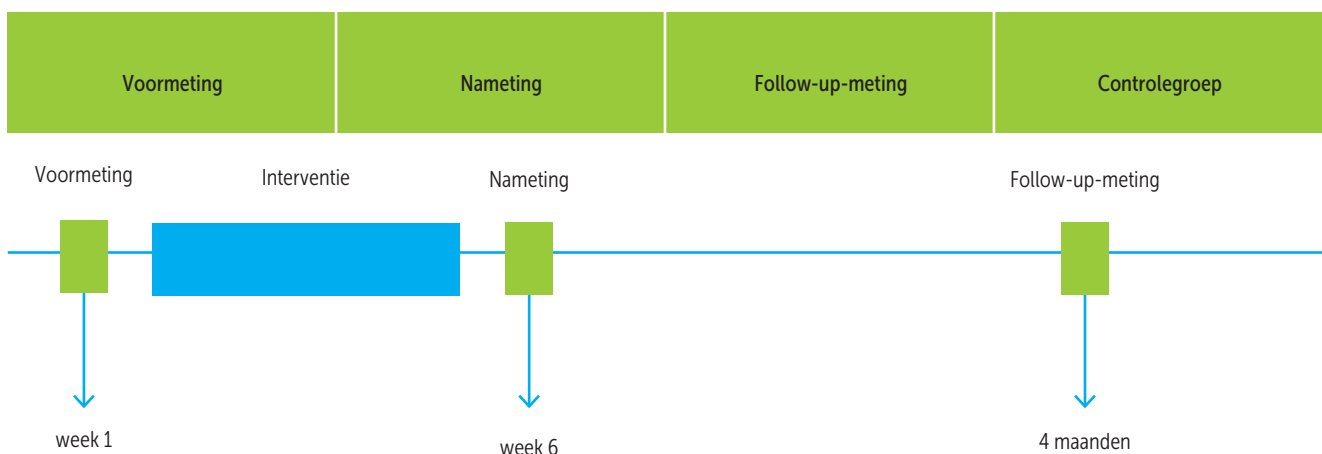 Voormeting Nameting Follow-up-meting Controlegroep
Voormeting Interventie Nameting Follow-up-meting
week 1 week 6 4 maanden